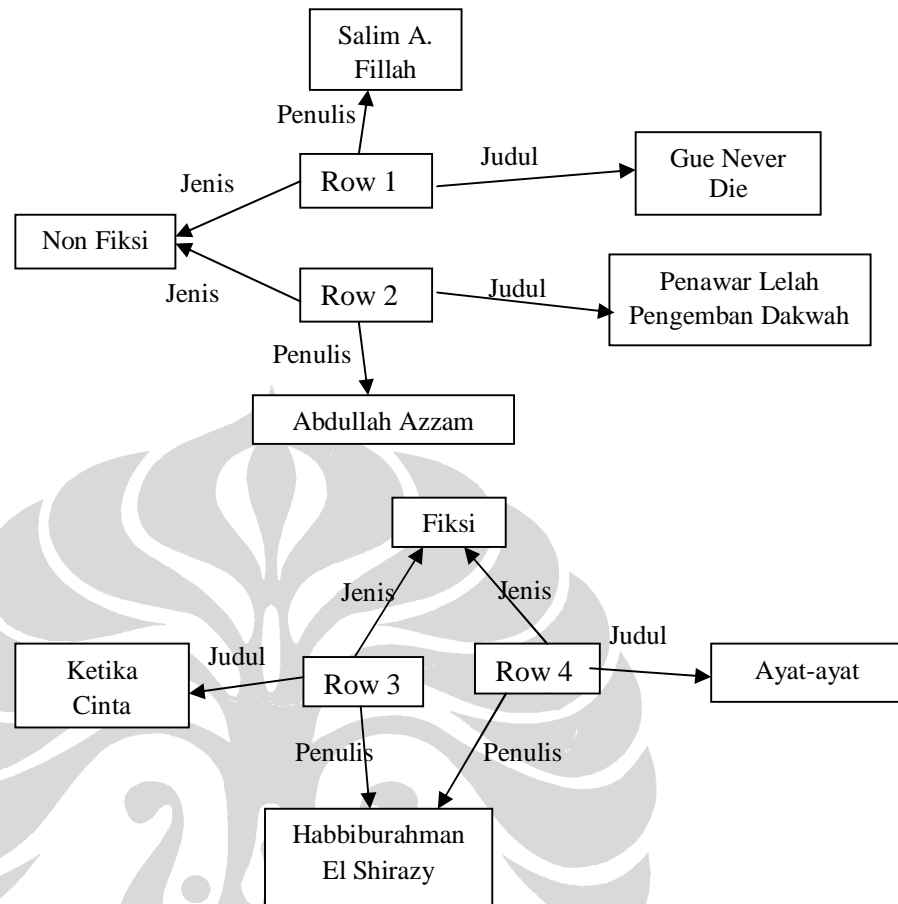 Salim A.
Fillah
Penulis
Judul
Gue Never
Die
Jenis
Row 1
Non Fiksi
Jenis
Row 2
Judul
Penawar Lelah
Pengemban Dakwah
Penulis
Abdullah Azzam
Fiksi
Jenis
Jenis
Judul
Judul
Ketika
Cinta
Row 3
Row 4
Ayat-ayat
Penulis
Penulis
Habbiburahman
El Shirazy